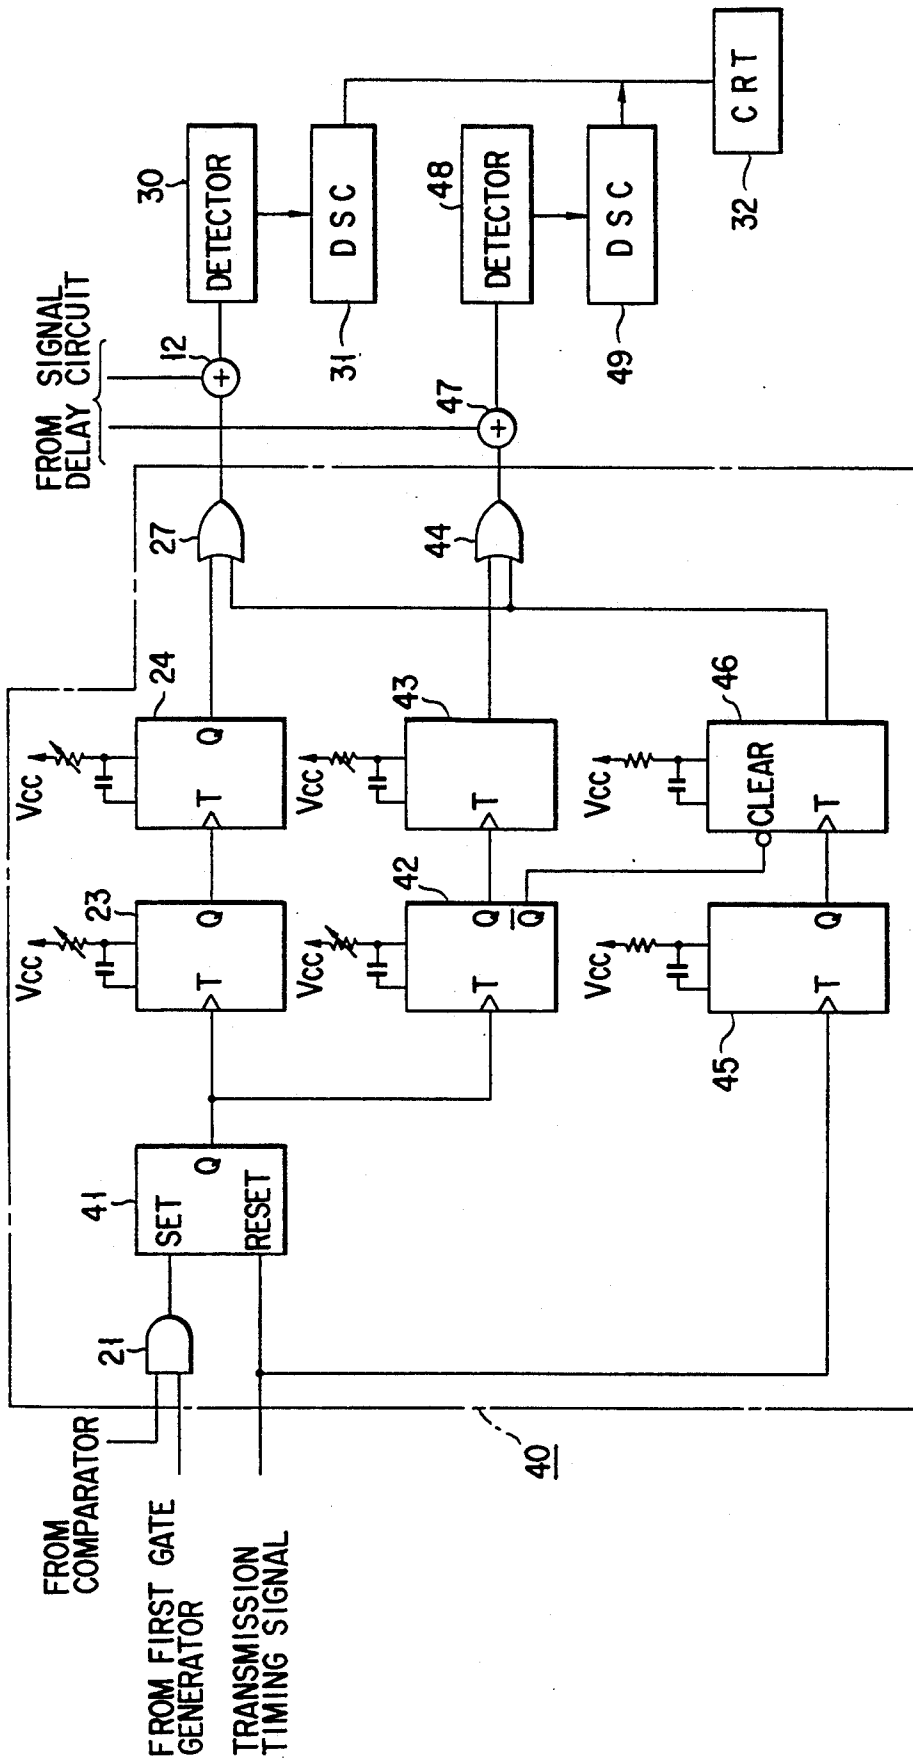 FROM
COMPARATOR
FROM FIRST GATE
GENERATOR
TRANSMISSION
TIMING SIGNAL
21
41
SET
Q
RESET
VCC
23
T
Q
VCC
24
T
Q
27
FROM SIGNAL
DELAY CIRCUIT
12
+
30
DETECTOR
31
DSC
VCC
42
T
Q
Q
VCC
43
T
44
47
+
48
DETECTOR
49
DSC
32
CRT
VCC
45
T
Q
VCC
46
CLEAR
T
40